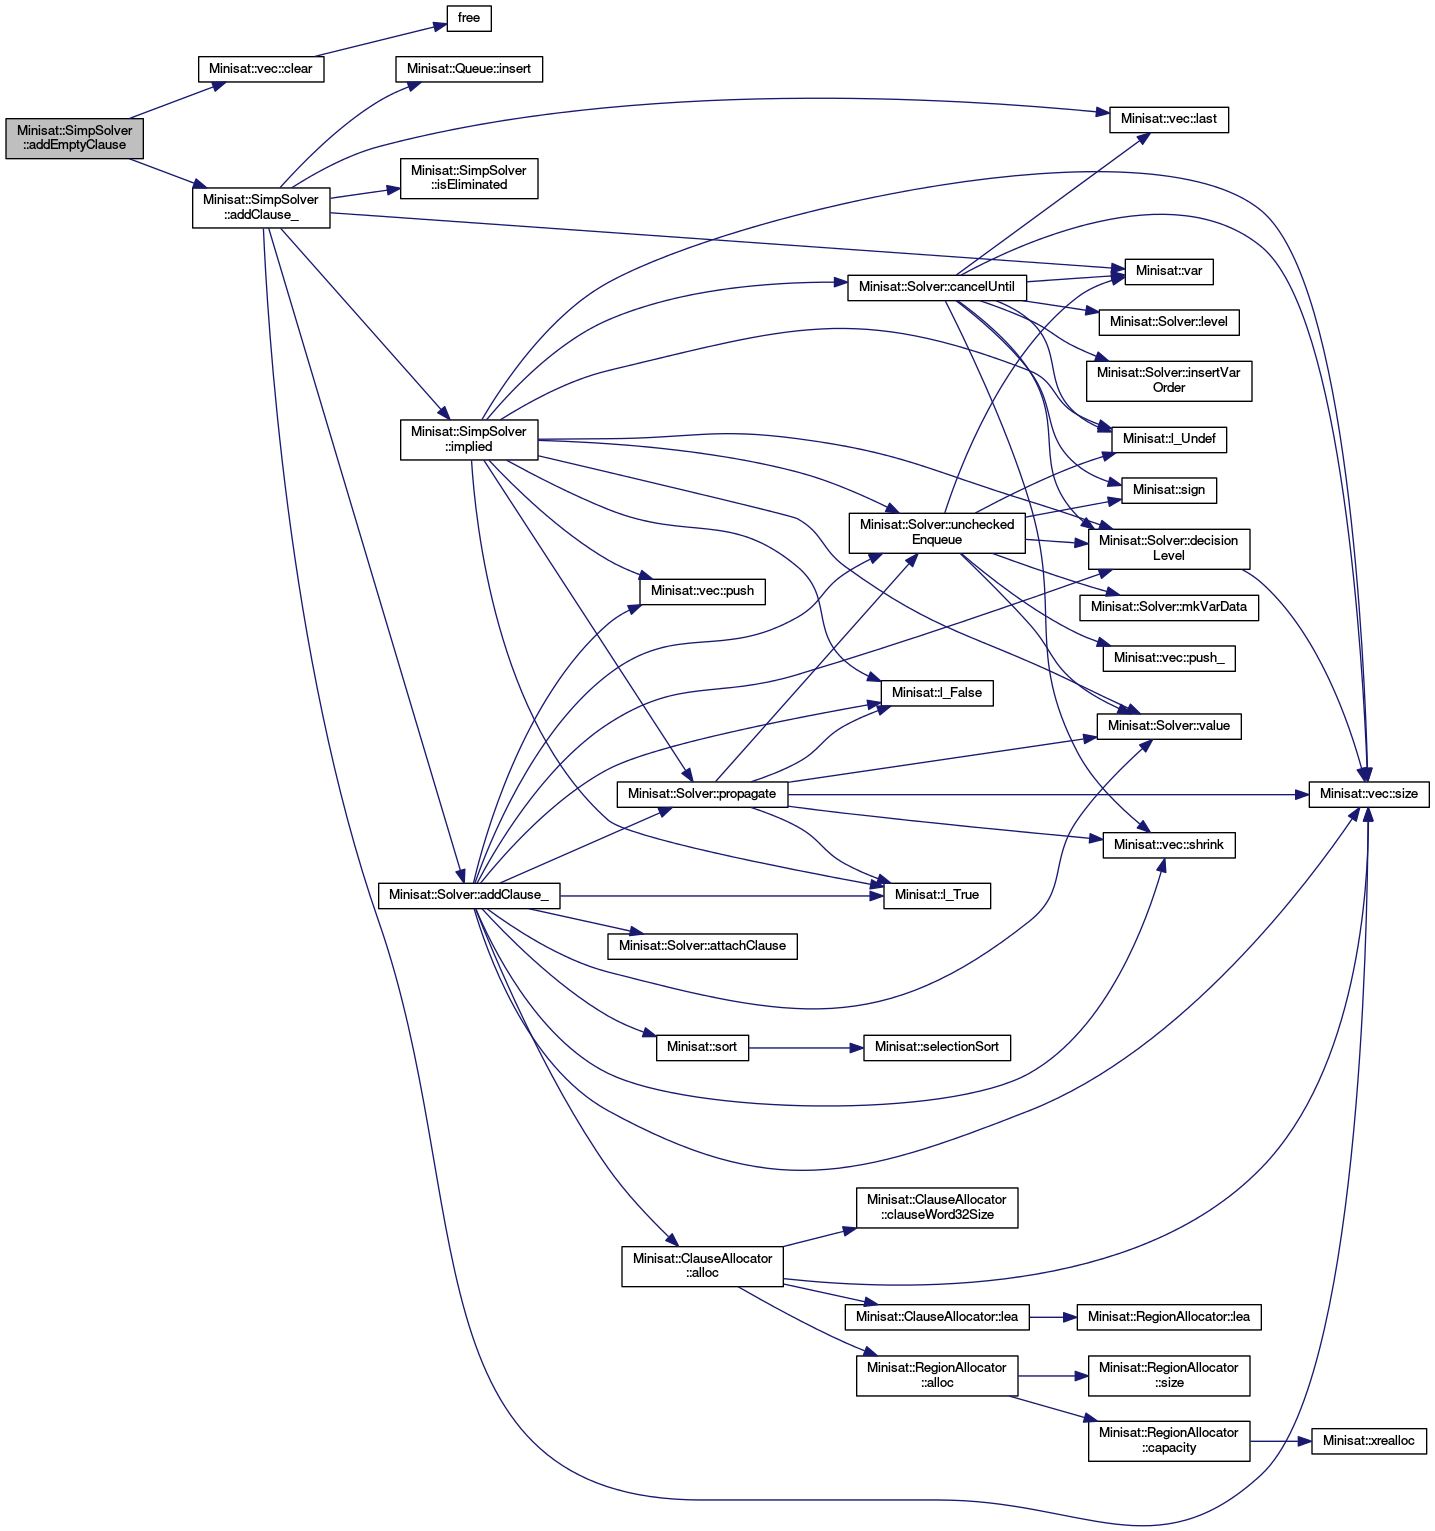 free
Minisat::vec::clear
Minisat::Queue::insert
Minisat::vec::last
Minisat::SimpSolver
::addEmptyClause
Minisat::SimpSolver
::isEliminated
Minisat::SimpSolver
::addClause_
Minisat::var
Minisat::Solver::cancelUntil
Minisat::Solver::level
Minisat::Solver::insertVar
Order
Minisat::SimpSolver
::implied
Minisat::l_Undef
Minisat::sign
Minisat::Solver::unchecked
Enqueue
Minisat::Solver::decision
Level
Minisat::vec::push
Minisat::Solver::mkVarData
Minisat::vec::push_
Minisat::l_False
Minisat::Solver::value
Minisat::Solver::propagate
Minisat::vec::size
Minisat::vec::shrink
Minisat::Solver::addClause_
Minisat::l_True
Minisat::Solver::attachClause
Minisat::sort
Minisat::selectionSort
Minisat::ClauseAllocator
::clauseWord32Size
Minisat::ClauseAllocator
::alloc
Minisat::ClauseAllocator::lea
Minisat::RegionAllocator::lea
Minisat::RegionAllocator
::alloc
Minisat::RegionAllocator
::size
Minisat::RegionAllocator
::capacity
Minisat::xrealloc